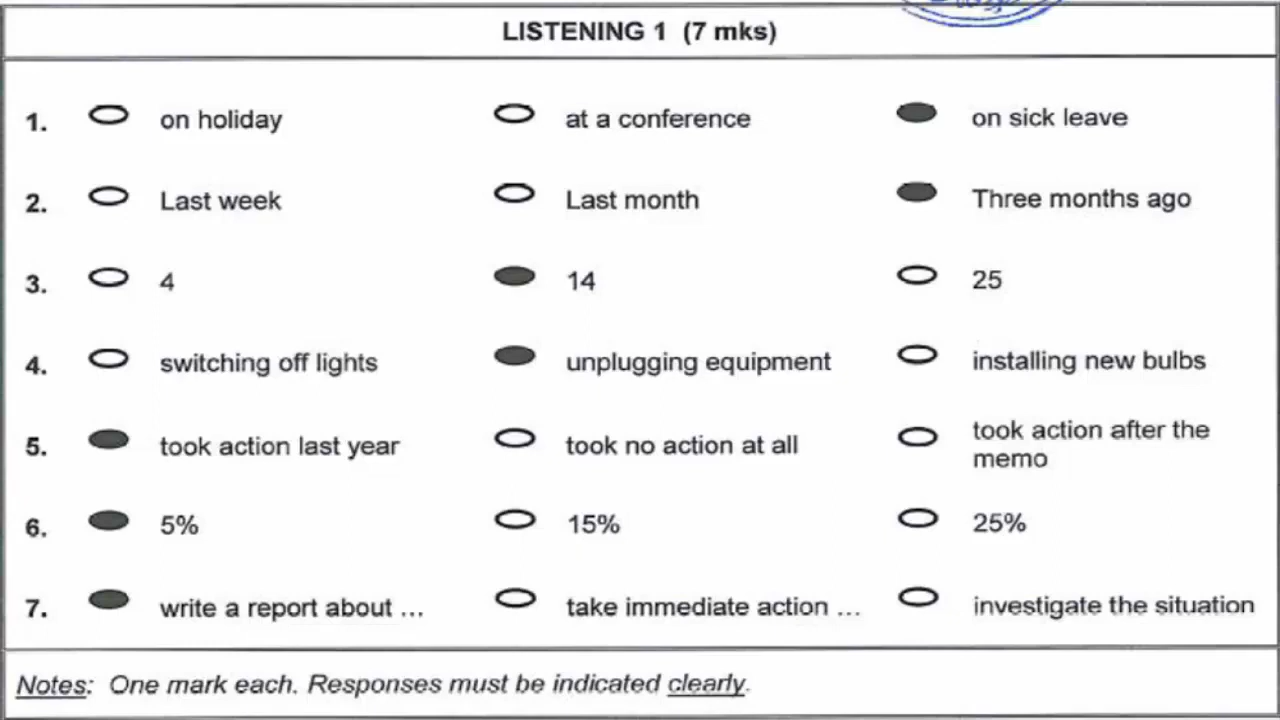 LISTENING 1 (7 mks)
1. on holiday at a conference on sick leave
2. Last week Last month Three months ago
3. 4 14 25
4. switching off lights unplugging equipment installing new bulbs
5. took action last year took no action at all took action after the
memo
6. 5% 15% 25%
7. write a report about ... take immediate action ... investigate the situation
Notes: One mark each. Responses must be indicated clearly.